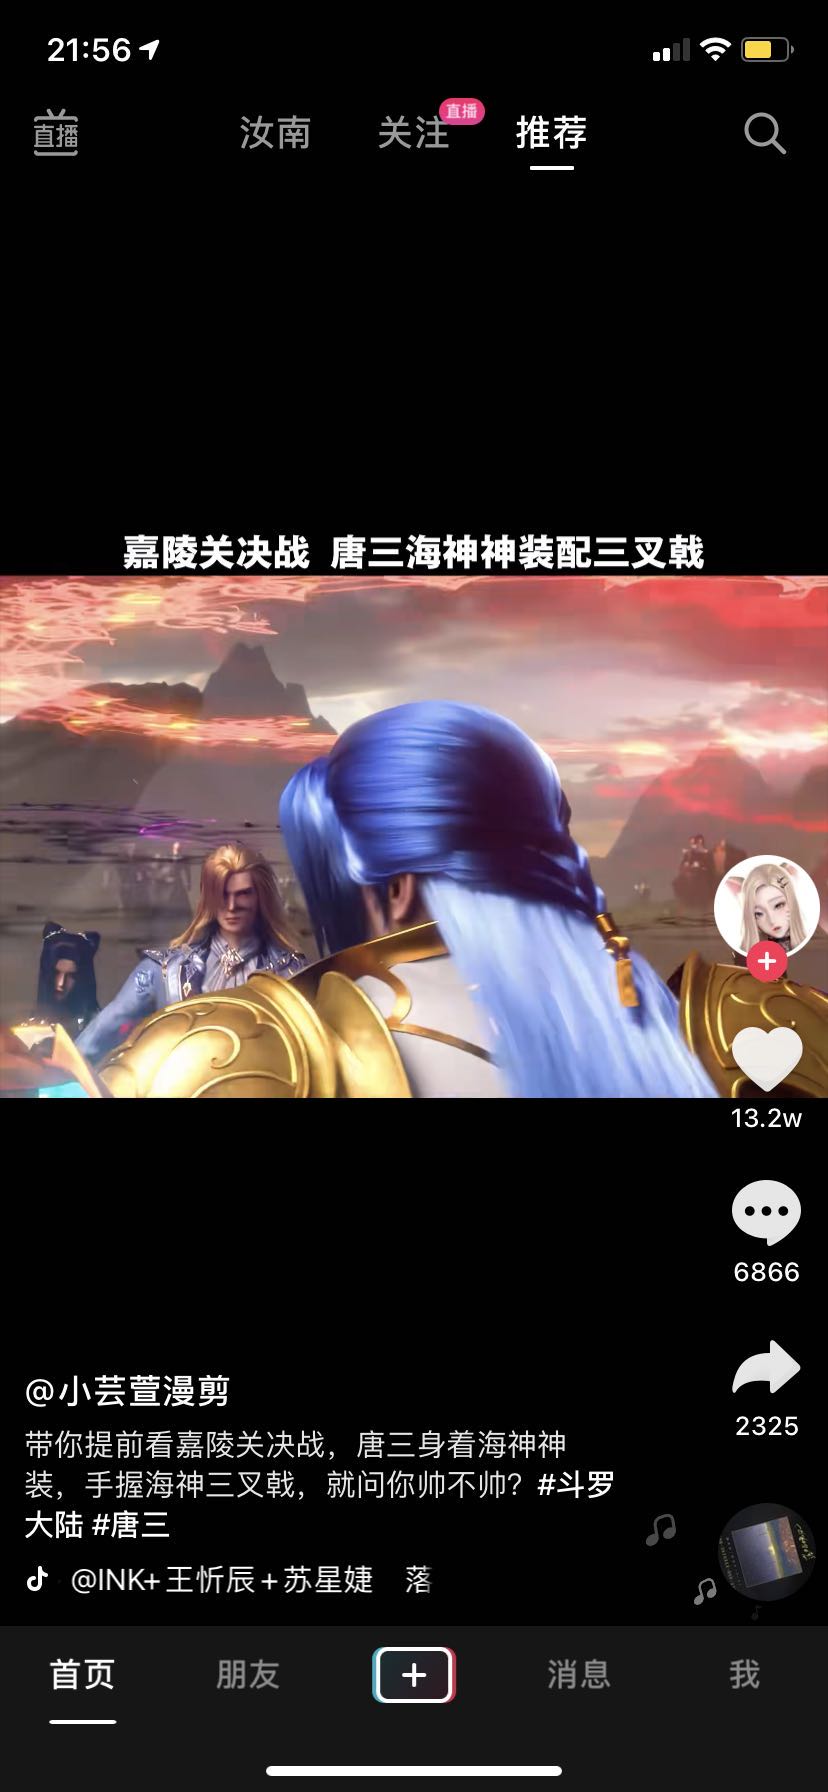 21:56
直播
汝南
关注
直播
推荐
嘉陵关决战 唐三海神神装配三叉戟
13.2w
6866
2325
@小芸萱漫剪
带你提前看嘉陵关决战，唐三身着海神神
装，手握海神三叉戟，就问你帅不帅？#斗罗
大陆 #唐三
@INK+王忻辰+苏星婕 落
首页
朋友
消息
我